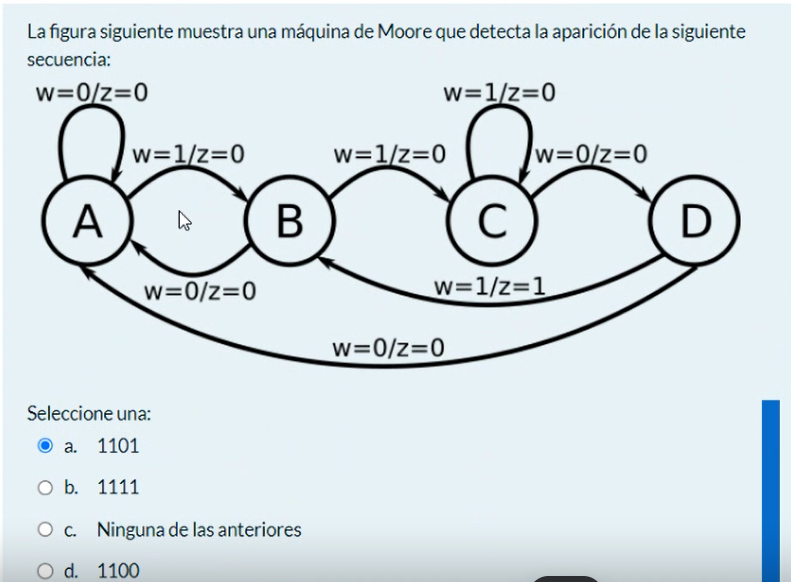 La figura siguiente muestra una máquina de Moore que detecta la aparición de la siguiente
secuencia:
w=0/z=0
w=1/z=0
w=1/z=0
w=1/z=0
w=0/z=0
A
B
C
D
w=0/z=0
w=1/z=1
w=0/z=0
Seleccione una:
a. 1101
b. 1111
c. Ninguna de las anteriores
d. 1100